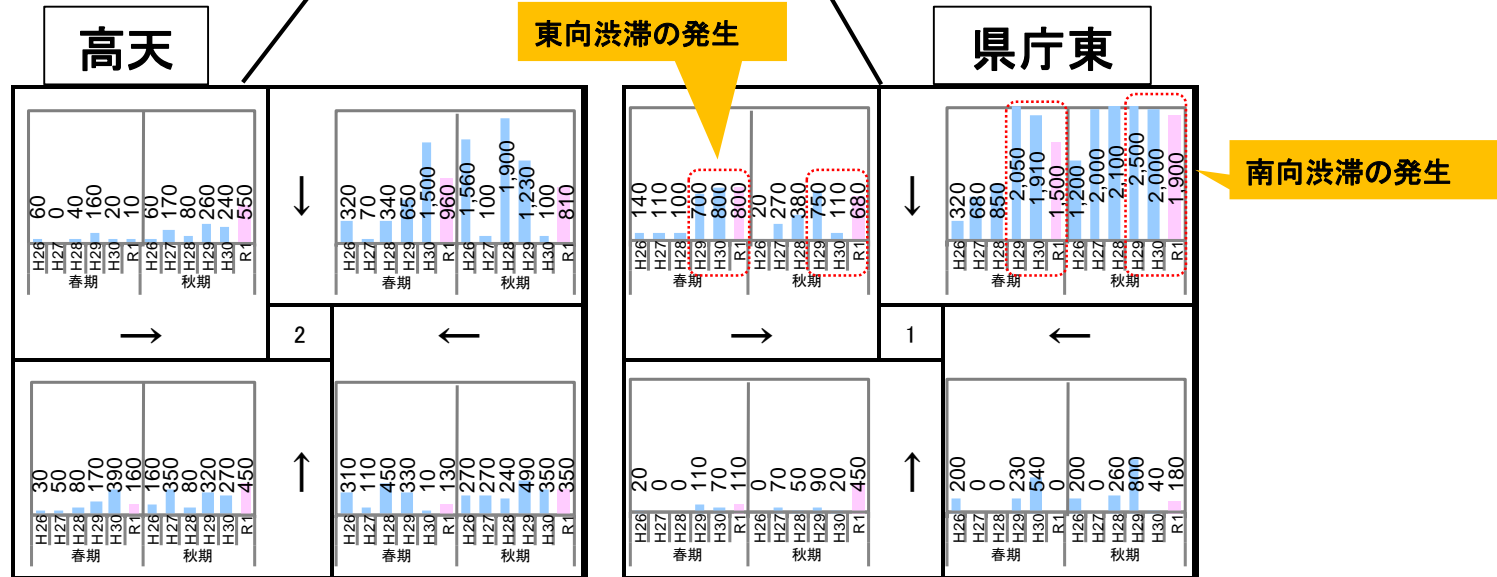 高天
東向渋滞の発生
県庁東
南向渋滞の発生
60 0 40 160 20 10 60 170 80 260 240 550
H26 H27 H28 H29 H30 R1 H26 H27 H28 H29 H30 R1
春期 秋期
↓
320 70 340 650 1,500 960 1,560 100 1,900 1,230 100 810
H26 H27 H28 H29 H30 R1 H26 H27 H28 H29 H30 R1
春期 秋期
→ 2 ←
30 50 80 170 390 160 160 350 80 320 270 450
H26 H27 H28 H29 H30 R1 H26 H27 H28 H29 H30 R1
春期 秋期
↑
310 110 450 330 10 130 270 270 240 490 350 350
H26 H27 H28 H29 H30 R1 H26 H27 H28 H29 H30 R1
春期 秋期
140 110 100 700 800 800 20 270 380 750 110 680
H26 H27 H28 H29 H30 R1 H26 H27 H28 H29 H30 R1
春期 秋期
↓
320 680 850 2,050 1,910 1,500 1,200 2,000 2,100 2,500 2,000 1,900
H26 H27 H28 H29 H30 R1 H26 H27 H28 H29 H30 R1
春期 秋期
→ 1 ←
20 0 0 110 70 110 0 70 50 90 20 450
H26 H27 H28 H29 H30 R1 H26 H27 H28 H29 H30 R1
春期 秋期
↑
200 0 0 230 540 0 200 0 260 800 40 180
H26 H27 H28 H29 H30 R1 H26 H27 H28 H29 H30 R1
春期 秋期